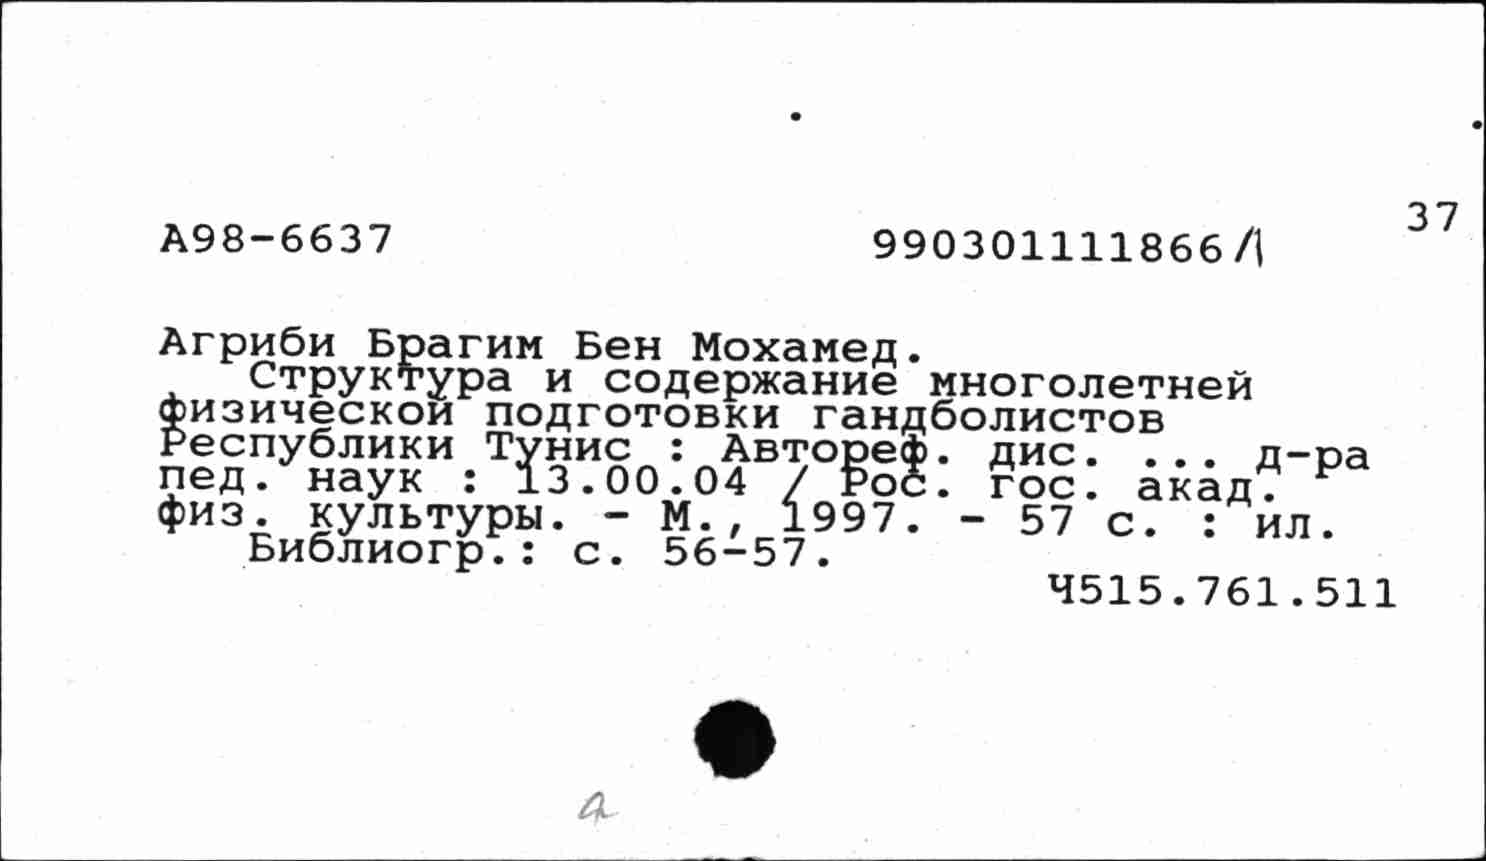 37
А98-6637 990301111866/1
Агриби Брагим Бен Мохамед.
Структура и содержание многолетней
физической подготовки гандболистов
Республики Тунис : Автореф. дис. ... д-ра
пед. наук : 13.00.04 / Рос. гос. акад.
физ. культуры. - М., 1997. - 57 с. : ил.
Библиогр.: с. 56-57.
Ч515.761.511
а